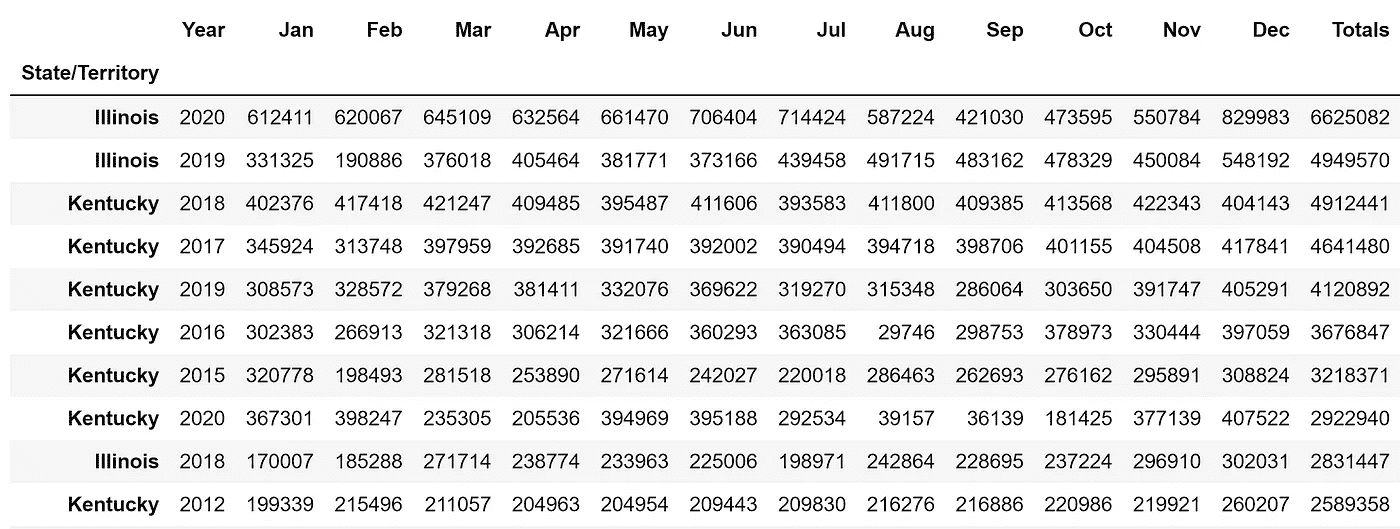 Year Jan Feb Mar Apr May Jun Jul Aug Sep Oct Nov Dec Totals
State/Territory
Illinois 2020 612411 620067 645109 632564 661470 706404 714424 587224 421030 473595 550784 829983 6625082
Illinois 2019 331325 190886 376018 405464 381771 373166 439458 491715 483162 478329 450084 548192 4949570
Kentucky 2018 402376 417418 421247 409485 395487 411606 393583 411800 409385 413568 422343 404143 4912441
Kentucky 2017 345924 313748 397959 392685 391740 392002 390494 394718 398706 401155 404508 417841 4641480
Kentucky 2019 308573 328572 379268 381411 332076 369622 319270 315348 286064 303650 391747 405291 4120892
Kentucky 2016 302383 266913 321318 306214 321666 360293 363085 29746 298753 378973 330444 397059 3676847
Kentucky 2015 320778 198493 281518 253890 271614 242027 220018 286463 262693 276162 295891 308824 3218371
Kentucky 2020 367301 398247 235305 205536 394969 395188 292534 39157 36139 181425 377139 407522 2922940
Illinois 2018 170007 185288 271714 238774 233963 225006 198971 242864 228695 237224 296910 302031 2831447
Kentucky 2012 199339 215496 211057 204963 204954 209443 209830 216276 216886 220986 219921 260207 2589358